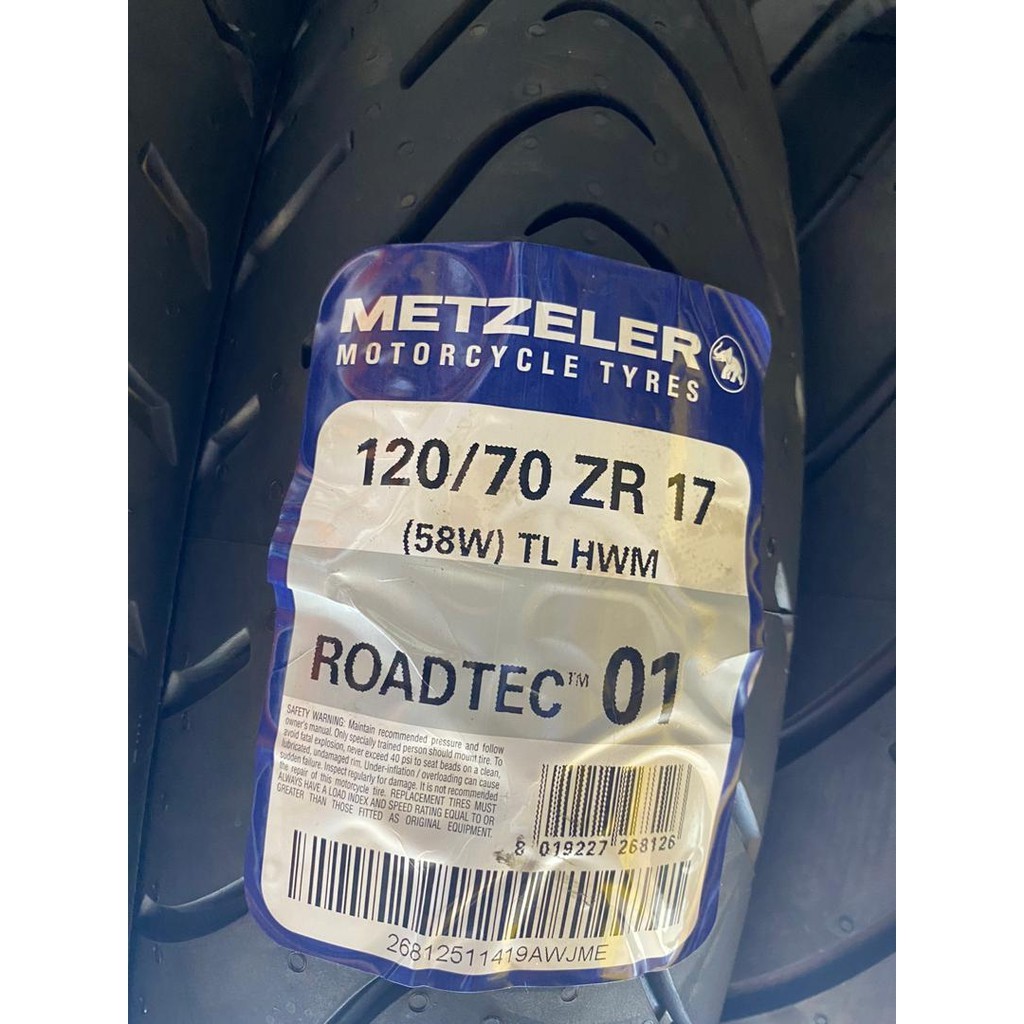 METZELER
MOTORCYCLE TYRES
120/70 ZR 17
(58W) TL HWM
ROADTEC™ 01
SAFETY WARNING: Maintain recommended pressure and follow
owner's manual. Only specially trained person should mount tire. To
avoid fatal explosion, never exceed 40 psi to seat beads on a clean,
lubricated, undamaged rim. Under-inflation / overloading can cause
sudden failure. Inspect regularly for damage. It is not recommended
the repair of this motorcycle tire. REPLACEMENT TIRES MUST
ALWAYS HAVE A LOAD INDEX AND SPEED RATING EQUAL TO OR
GREATER THAN THOSE FITTED AS ORIGINAL EQUIPMENT.
8 019227 268126
26812511419AWJME